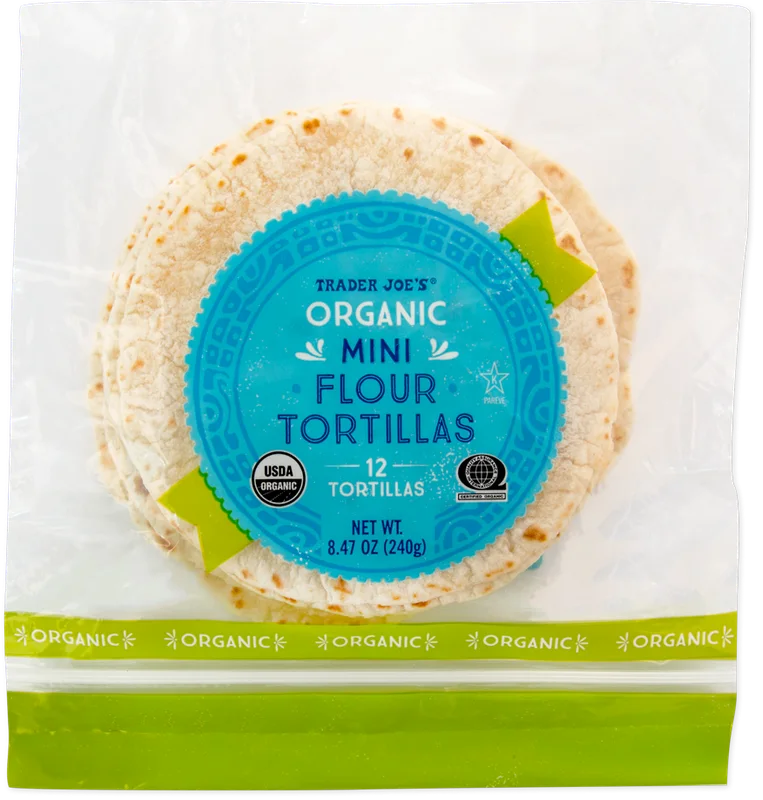 TRADER JOE'S®
ORGANIC
MINI
FLOUR
TORTILLAS
K
PAREVE
12
TORTILLAS
USDA
ORGANIC
CERTIFIED ORGANIC
NET WT.
8.47 OZ (240g)
ORGANIC ORGANIC ORGANIC ORGANIC ORGANIC